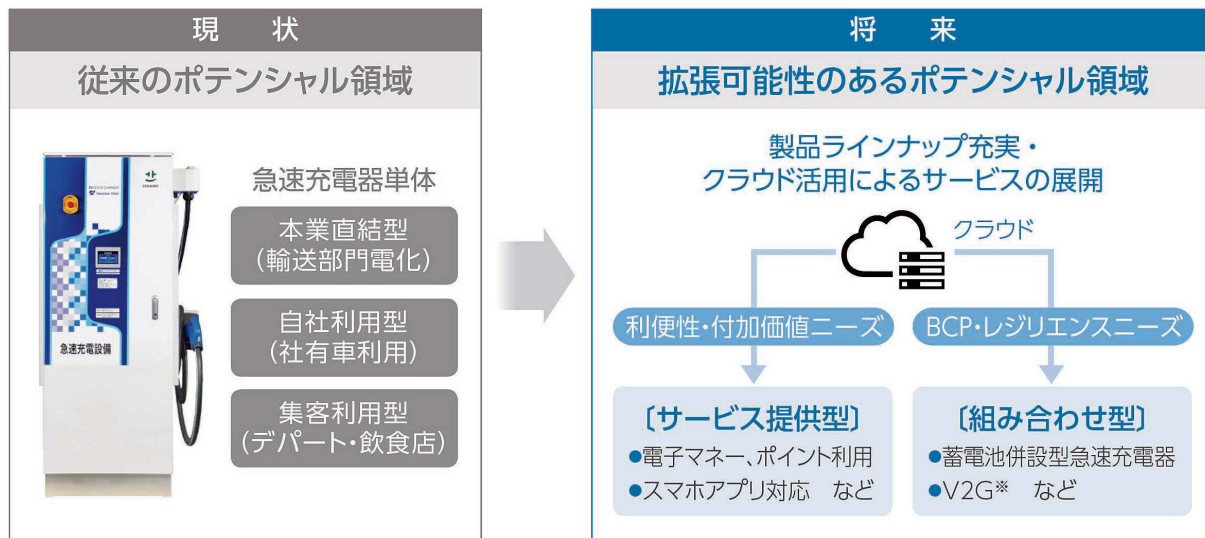 現　状
従来のポテンシャル領域
急速充電器単体
本業直結型
(輸送部門電化)
自社利用型
(社有車利用)
集客利用型
(デパート・飲食店)
急速充電設備
将　来
拡張可能性のあるポテンシャル領域
製品ラインナップ充実・
クラウド活用によるサービスの展開
クラウド
利便性・付加価値ニーズ
〔サービス提供型〕
●電子マネー、ポイント利用
●スマホアプリ対応　など
BCP・レジリエンスニーズ
〔組み合わせ型〕
●蓄電池併設型急速充電器
●V2G※　など